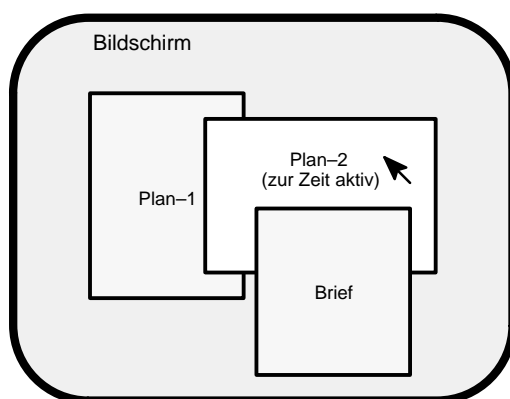 Bildschirm
Plan–2
(zur Zeit aktiv)
Plan–1
Brief